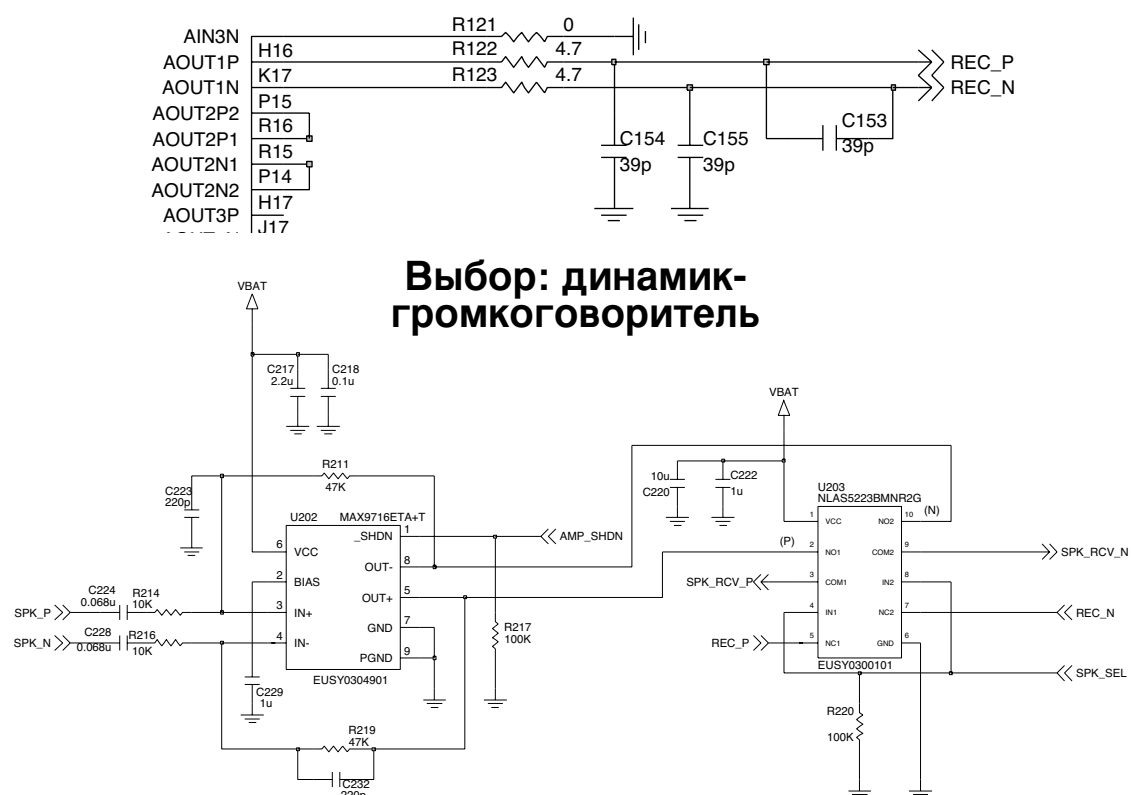 R121 0
AIN3N
H16 R122 4.7
AOUT1P REC_P
K17 R123 4.7
AOUT1N REC_N
P15
AOUT2P2
R16
AOUT2P1
R15
AOUT2N1
P14
AOUT2N2
H17
AOUT3P
J17
C154
39p
C155
39p
C153
39p
Выбор: динамик-
громкоговоритель
VBAT
C217
2.2u
C218
0.1u
R211
47K
C223
220p
U202 MAX9716ETA+T
1 _SHDN
AMP_SHDN
6 VCC
8 OUT-
2 BIAS
5 OUT+
3 IN+
7 GND
4 IN-
9 PGND
EUSY0304901
SPK_P
C224
0.068u
R214
10K
SPK_N
C228
0.068u
R216
10K
C229
1u
R217
100K
R219
47K
C232
220p
VBAT
10u
C220
C222
1u
U203
NLAS5223BMNR2G
1 VCC NO2 10 (N)
(P) 2 NO1 COM2 9 SPK_RCV_N
SPK_RCV_P 3 COM1 IN2 8
4 IN1 NC2 7 REC_N
REC_P 5 NC1 GND 6
EUSY0300101
SPK_SEL
R220
100K